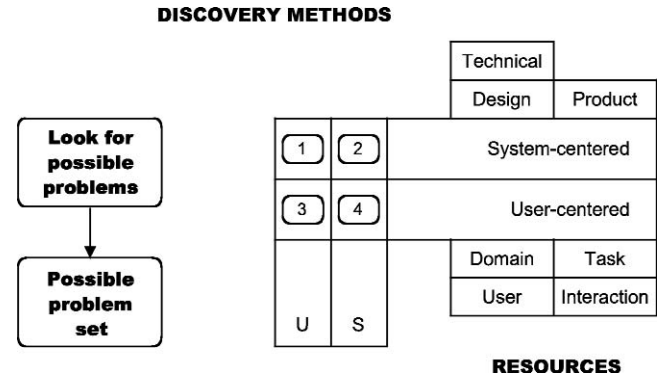 DISCOVERY METHODS
Technical
Design Product
Look for
possible
problems
1 2 System-centered
3 4 User-centered
Domain Task
Possible
problem
set
User Interaction
U S
RESOURCES